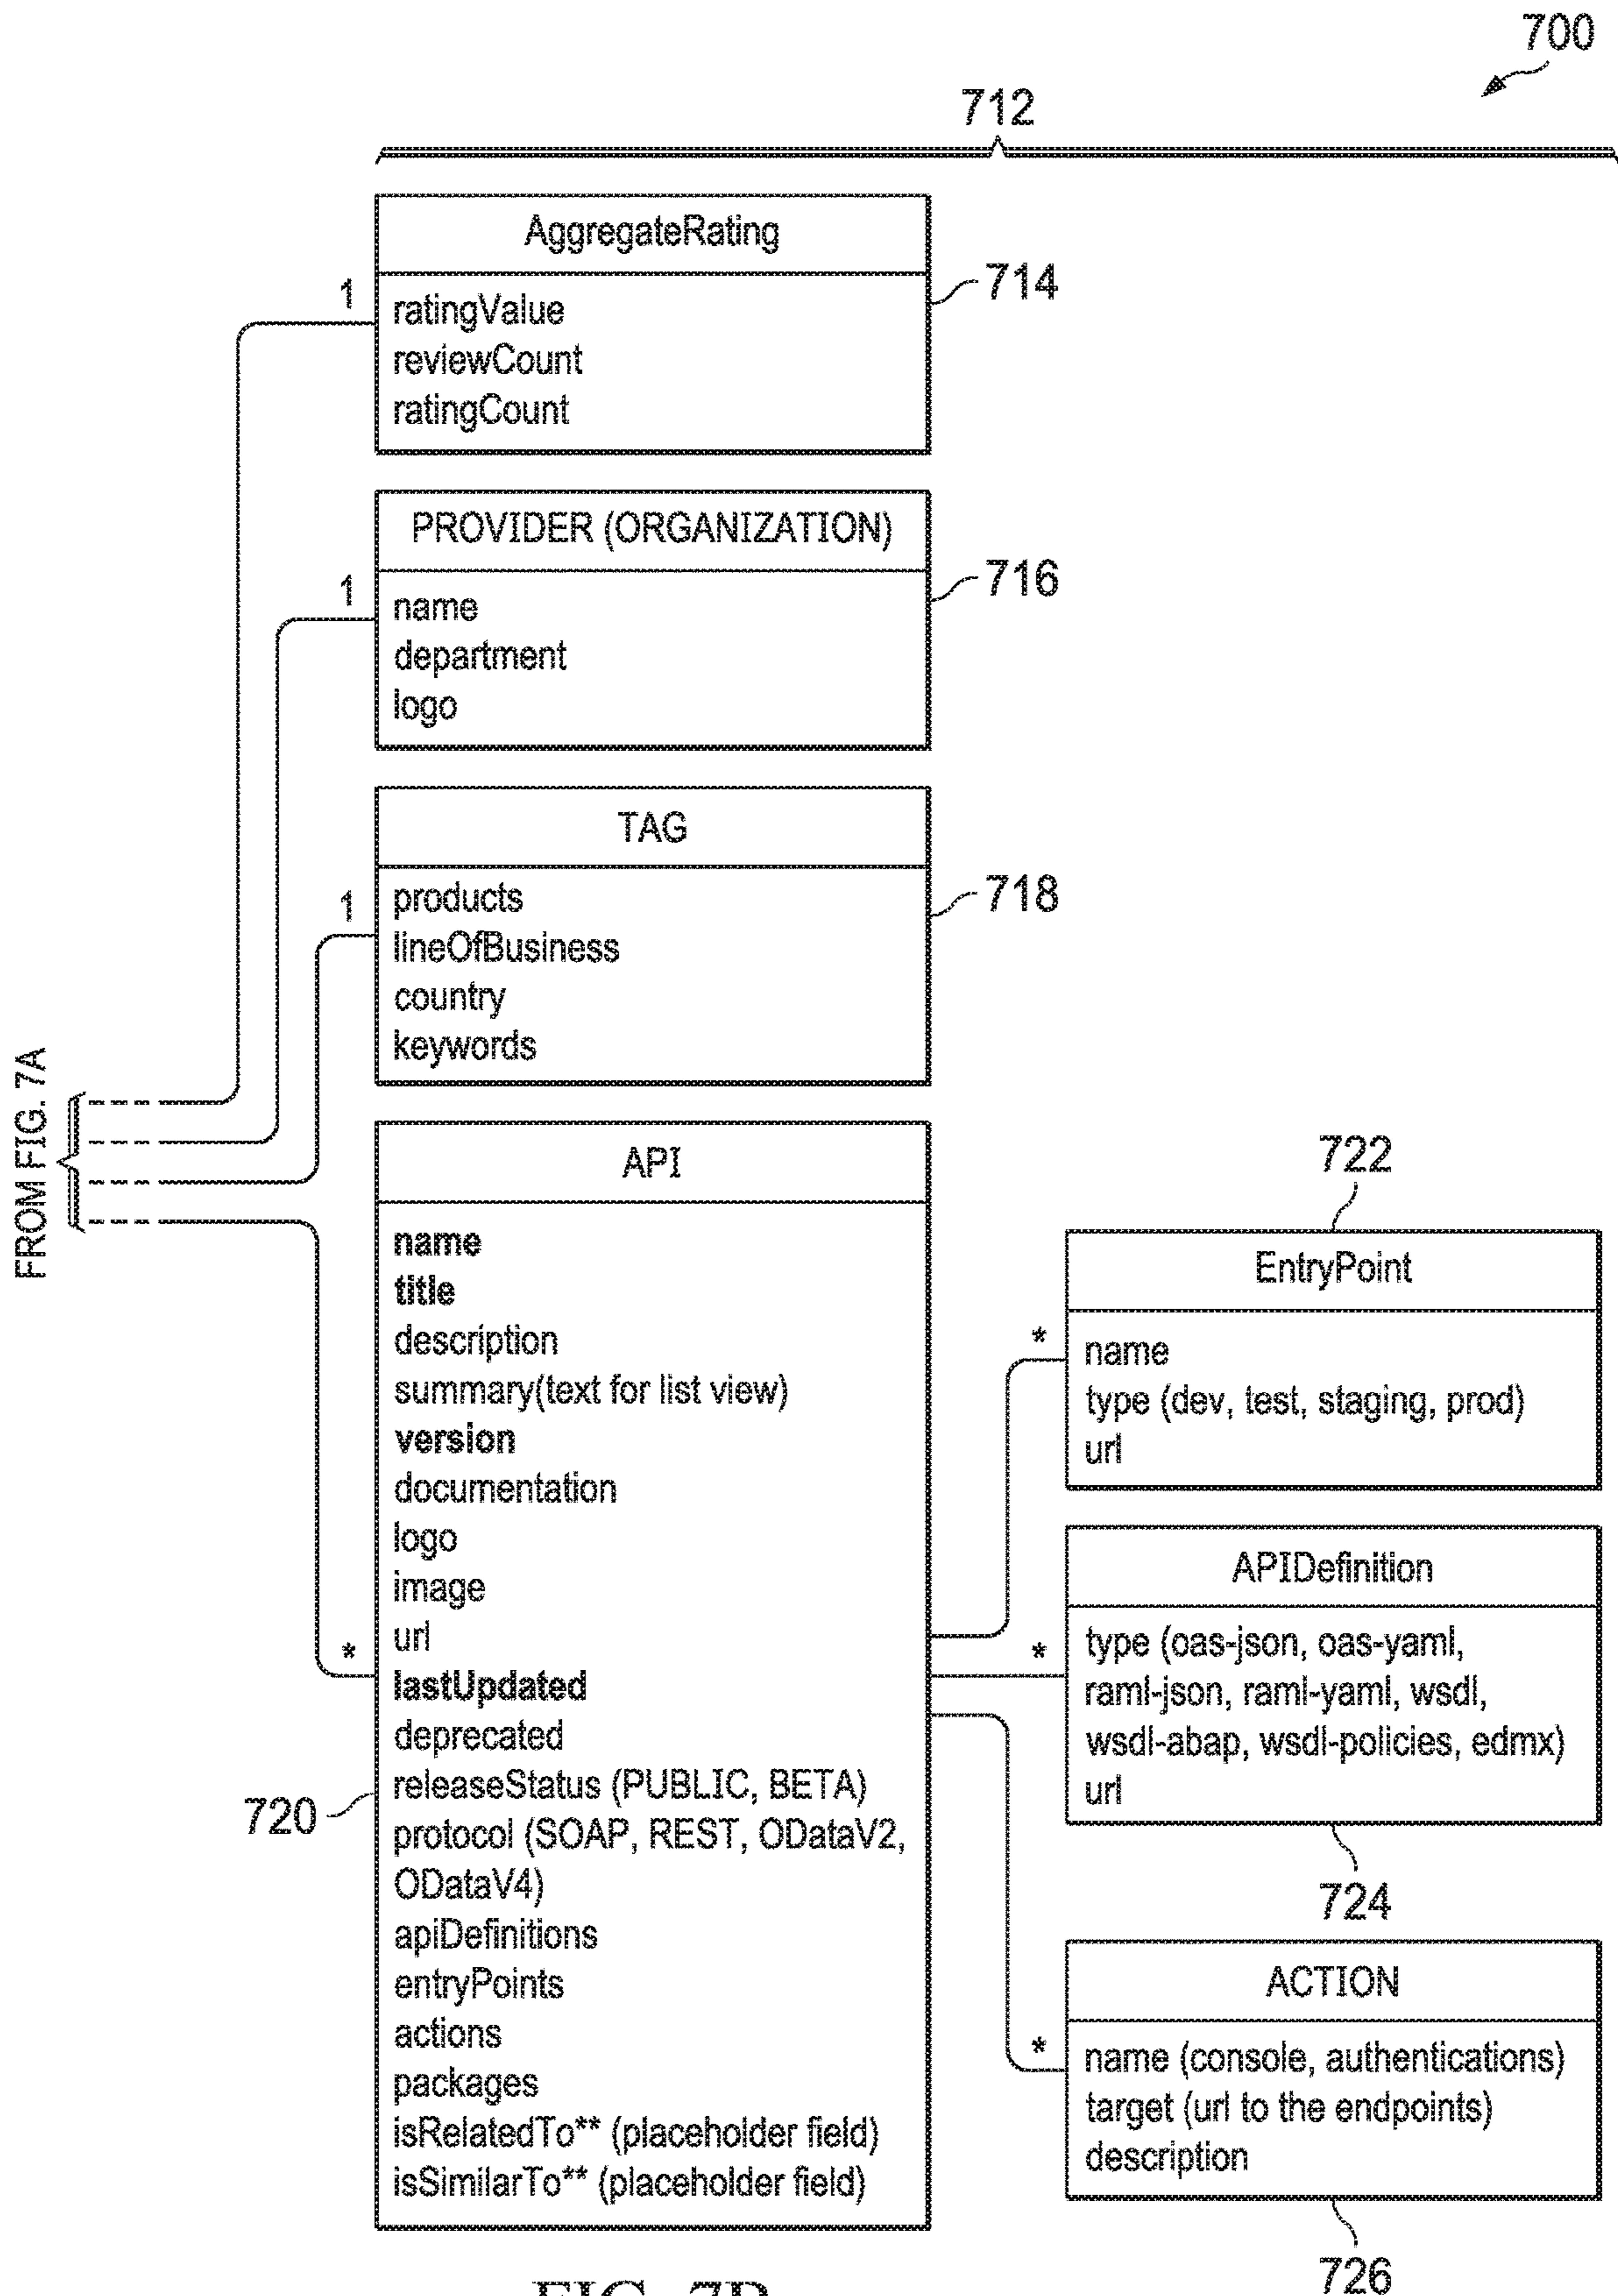 700
712
AggregateRating
714
1
ratingValue
reviewCount
ratingCount
PROVIDER (ORGANIZATION)
716
1
name
department
logo
TAG
718
1
products
lineOfBusiness
country
keywords
FROM FIG. 7A
API
name
title
description
summary(text for list view)
version
documentation
logo
image
url
*
lastUpdated
deprecated
releaseStatus (PUBLIC, BETA)
720
protocol (SOAP, REST, ODataV2,
ODataV4)
apiDefinitions
entryPoints
actions
packages
isRelatedTo** (placeholder field)
isSimilarTo** (placeholder field)
722
EntryPoint
*
name
type (dev, test, staging, prod)
url
APIDefinition
*
type (oas-json, oas-yaml,
raml-json, raml-yaml, wsdl,
wsdl-abap, wsdl-policies, edmx)
url
724
ACTION
*
name (console, authentications)
target (url to the endpoints)
description
726
FIG. 7B